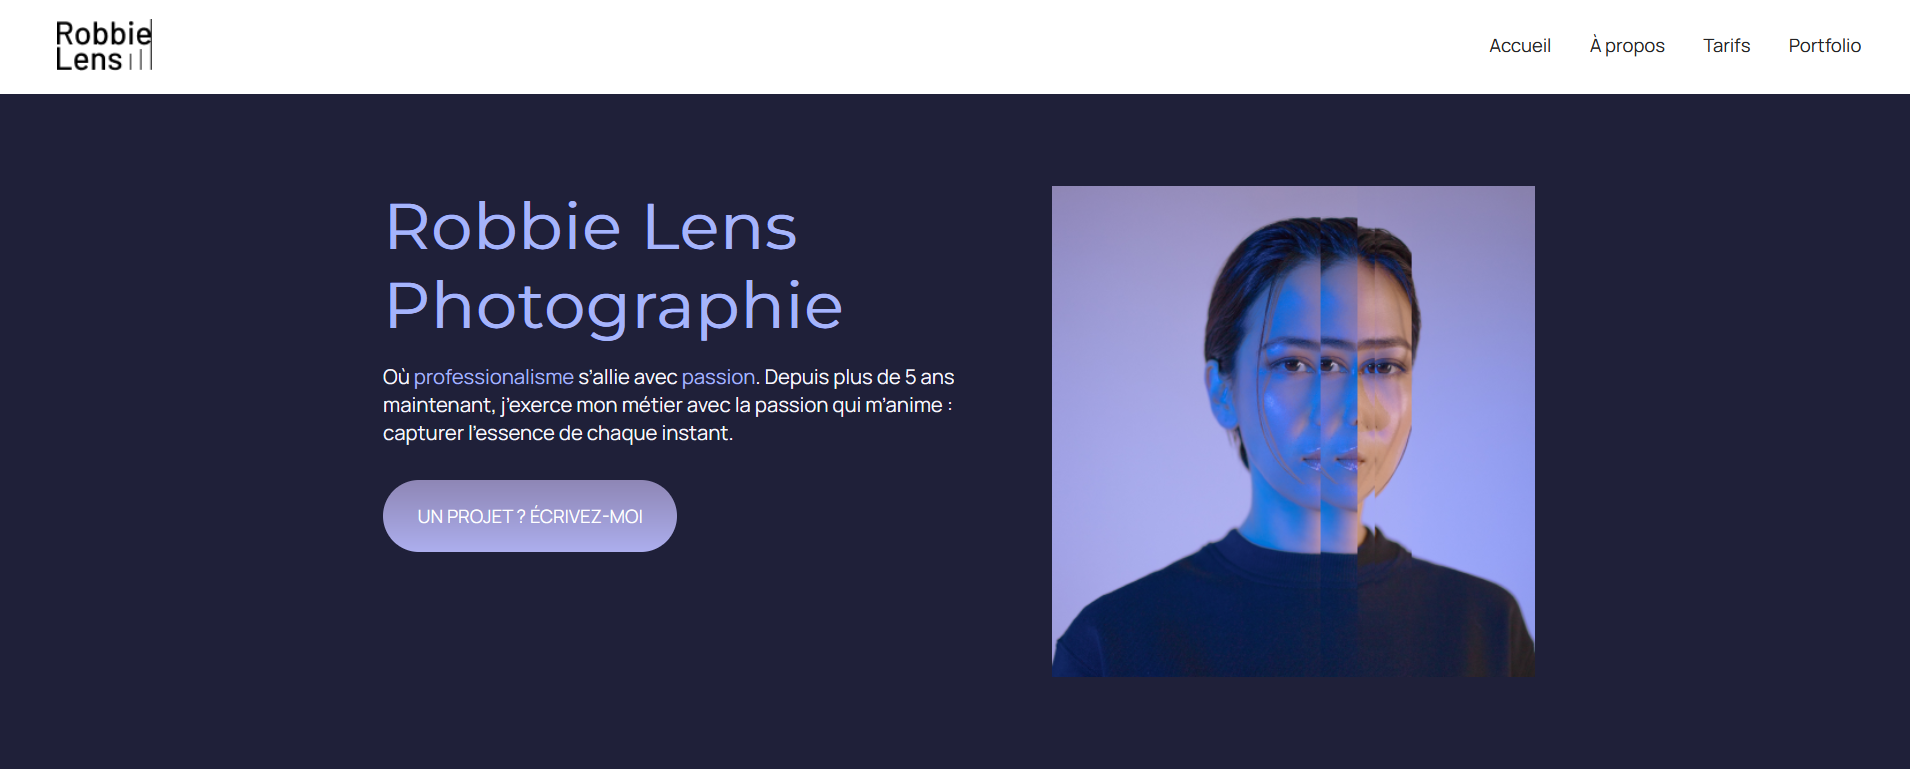 Robbie
Lens
Accueil
À propos
Tarifs
Portfolio
Robbie Lens
Photographie
Où professionalisme s’allie avec passion. Depuis plus de 5 ans
maintenant, j’exerce mon métier avec la passion qui m’anime :
capturer l’essence de chaque instant.
UN PROJET ? ÉCRIVEZ-MOI